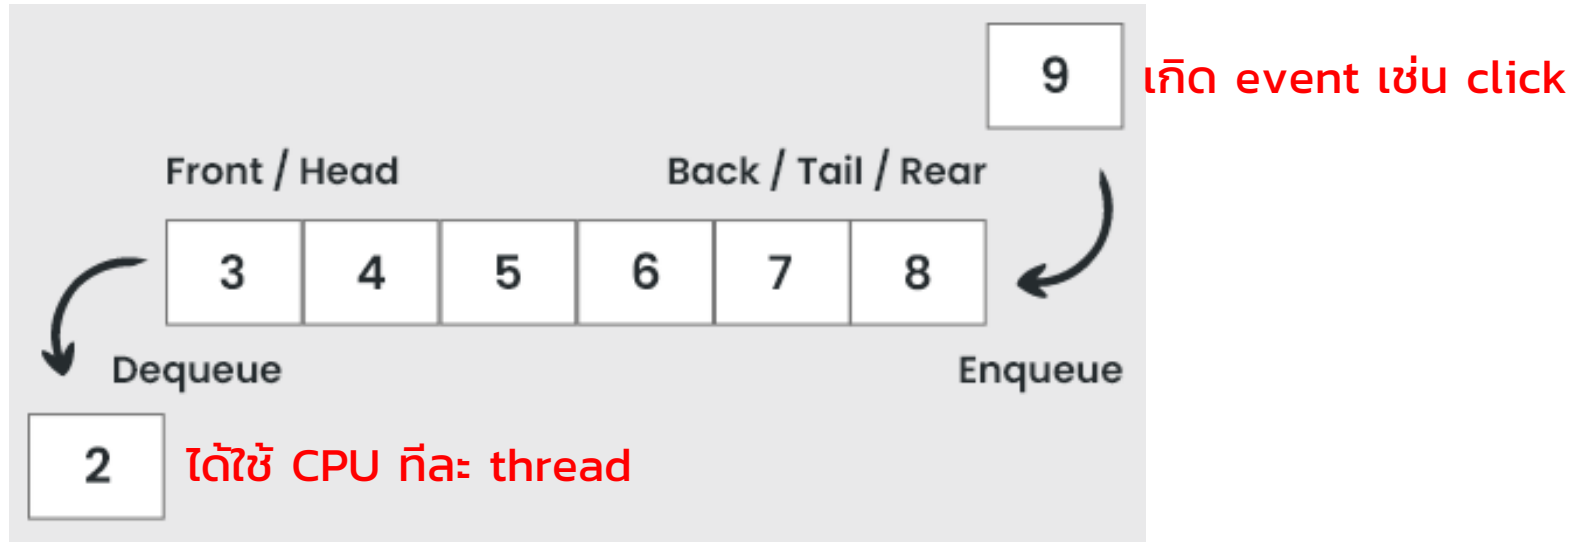 9 เกิด event เช่น click
Front / Head Back / Tail / Rear
3 4 5 6 7 8
Dequeue Enqueue
2 ได้ใช้ CPU ทีละ thread